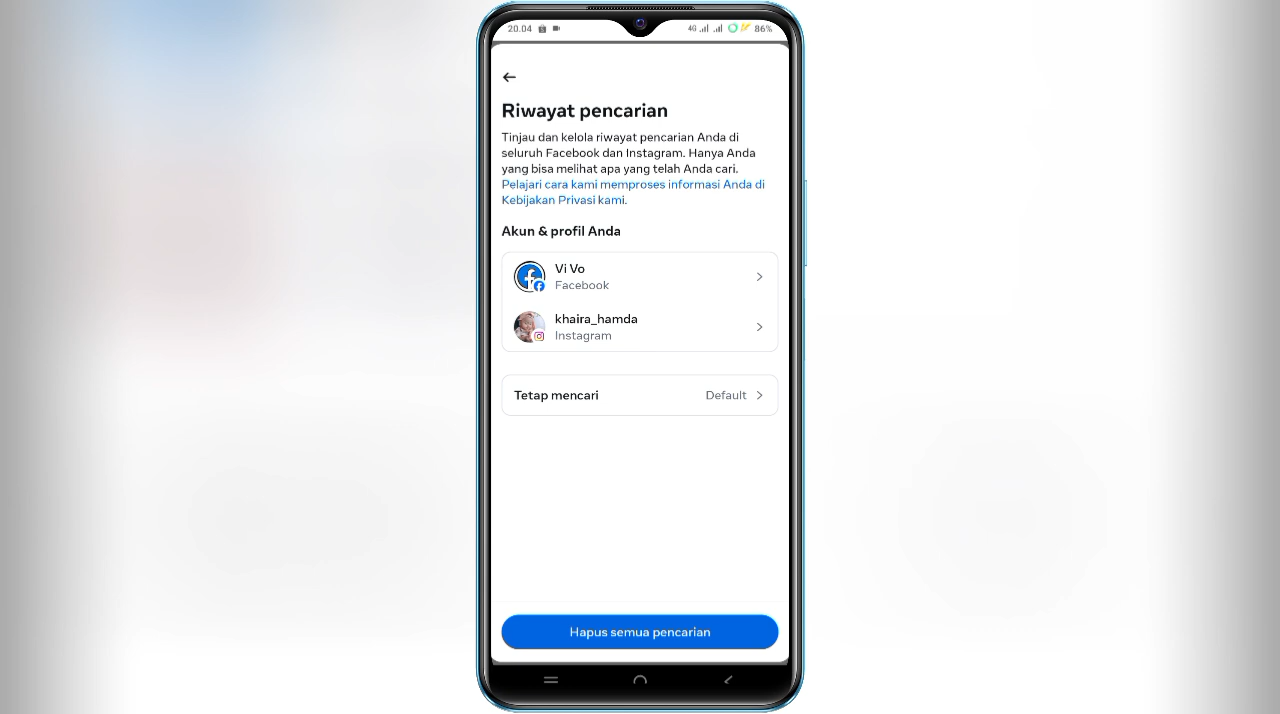 20.04
4G
86%
Riwayat pencarian
Tinjau dan kelola riwayat pencarian Anda di
seluruh Facebook dan Instagram. Hanya Anda
yang bisa melihat apa yang telah Anda cari.
Pelajari cara kami memproses informasi Anda di
Kebijakan Privasi kami.
Akun & profil Anda
Vi Vo
Facebook
khaira_hamda
Instagram
Tetap mencari
Default
Hapus semua pencarian